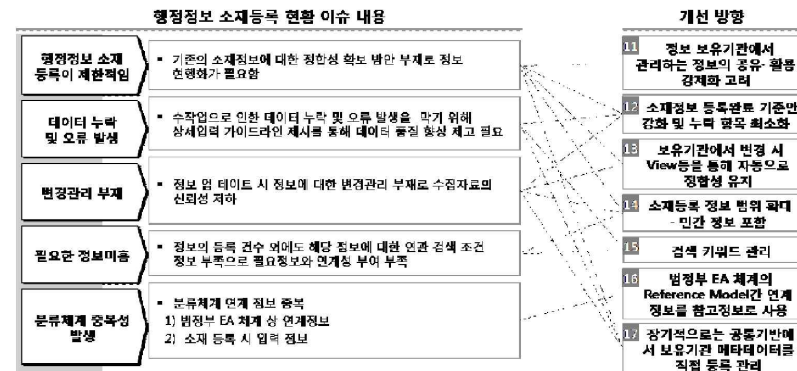 행정정보 소재등록 현황 이슈 내용
행정정보 소재
등록이 제한적임
▪ 기존의 소재정보에 대한 정합성 확보 방안 부재로 정보
현행화가 필요함
데이터 누락
및 오류 발생
▪ 수작업으로 인한 데이터 누락 및 오류 발생을 막기 위해
상세입력 가이드라인 제시를 통해 데이터 품질 향상 제고 필요
변경관리 부재
▪ 정보 업 데이트 시 정보에 대한 변경관리 부재로 수집자료의
신뢰성 저하
필요한 정보미흡
▪ 정보의 등록 건수 외에도 해당 정보에 대한 연관 검색 조건
정보 부족으로 필요정보와 연계성 부여 부족
분류체계 중복성
발생
▪ 분류체계 연계 정보 중복
1) 범정부 EA 체계 상 연계정보
2) 소재 등록 시 입력 정보
개선 방향
11 정보 보유기관에서
관리하는 정보의 공유·활용
경제화 고려
12 소재정보 등록완료 기준안
강화 및 누락 항목 최소화
13 보유기관에서 변경 시
View등을 통해 자동으로
정합성 유지
14 소재등록 정보 범위 확대
- 민간 정보 포함
15 검색 키워드 관리
16 범정부 EA 체계의
Reference Model간 연계
정보를 참고정보로 사용
17 장기적으로는 공통기반에
서 보유기관 메타데이터를
직접 등록 관리